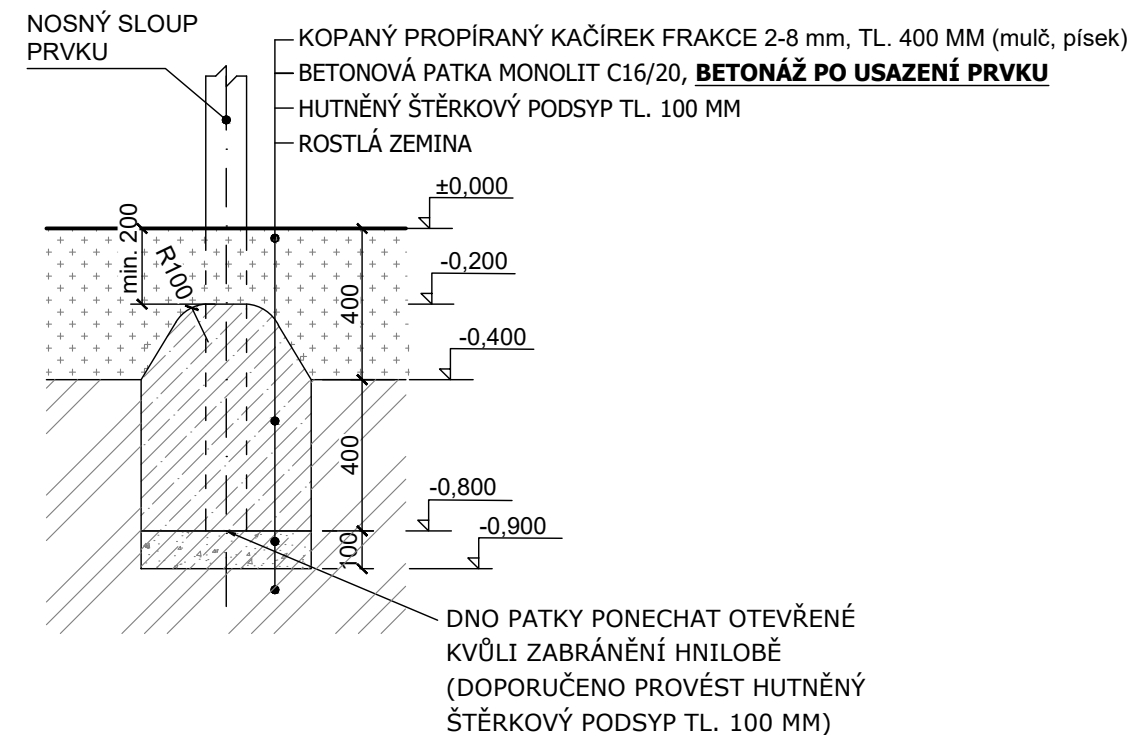 NOSNÝ SLOUP
PRVKU
KOPANÝ PROPÍRANÝ KAČÍREK FRAKCE 2-8 mm, TL. 400 MM (mulč, písek)
BETONOVÁ PATKA MONOLIT C16/20, BETONÁŽ PO USAZENÍ PRVKU
HUTNĚNÝ ŠTĚRKOVÝ PODSYP TL. 100 MM
ROSTLÁ ZEMINA
±0,000
min. 200
R100
-0,200
400
-0,400
400
-0,800
-0,900
100
DNO PATKY PONECHAT OTEVŘENÉ
KVŮLI ZABRÁNĚNÍ HNILOBĚ
(DOPORUČENO PROVÉST HUTNĚNÝ
ŠTĚRKOVÝ PODSYP TL. 100 MM)